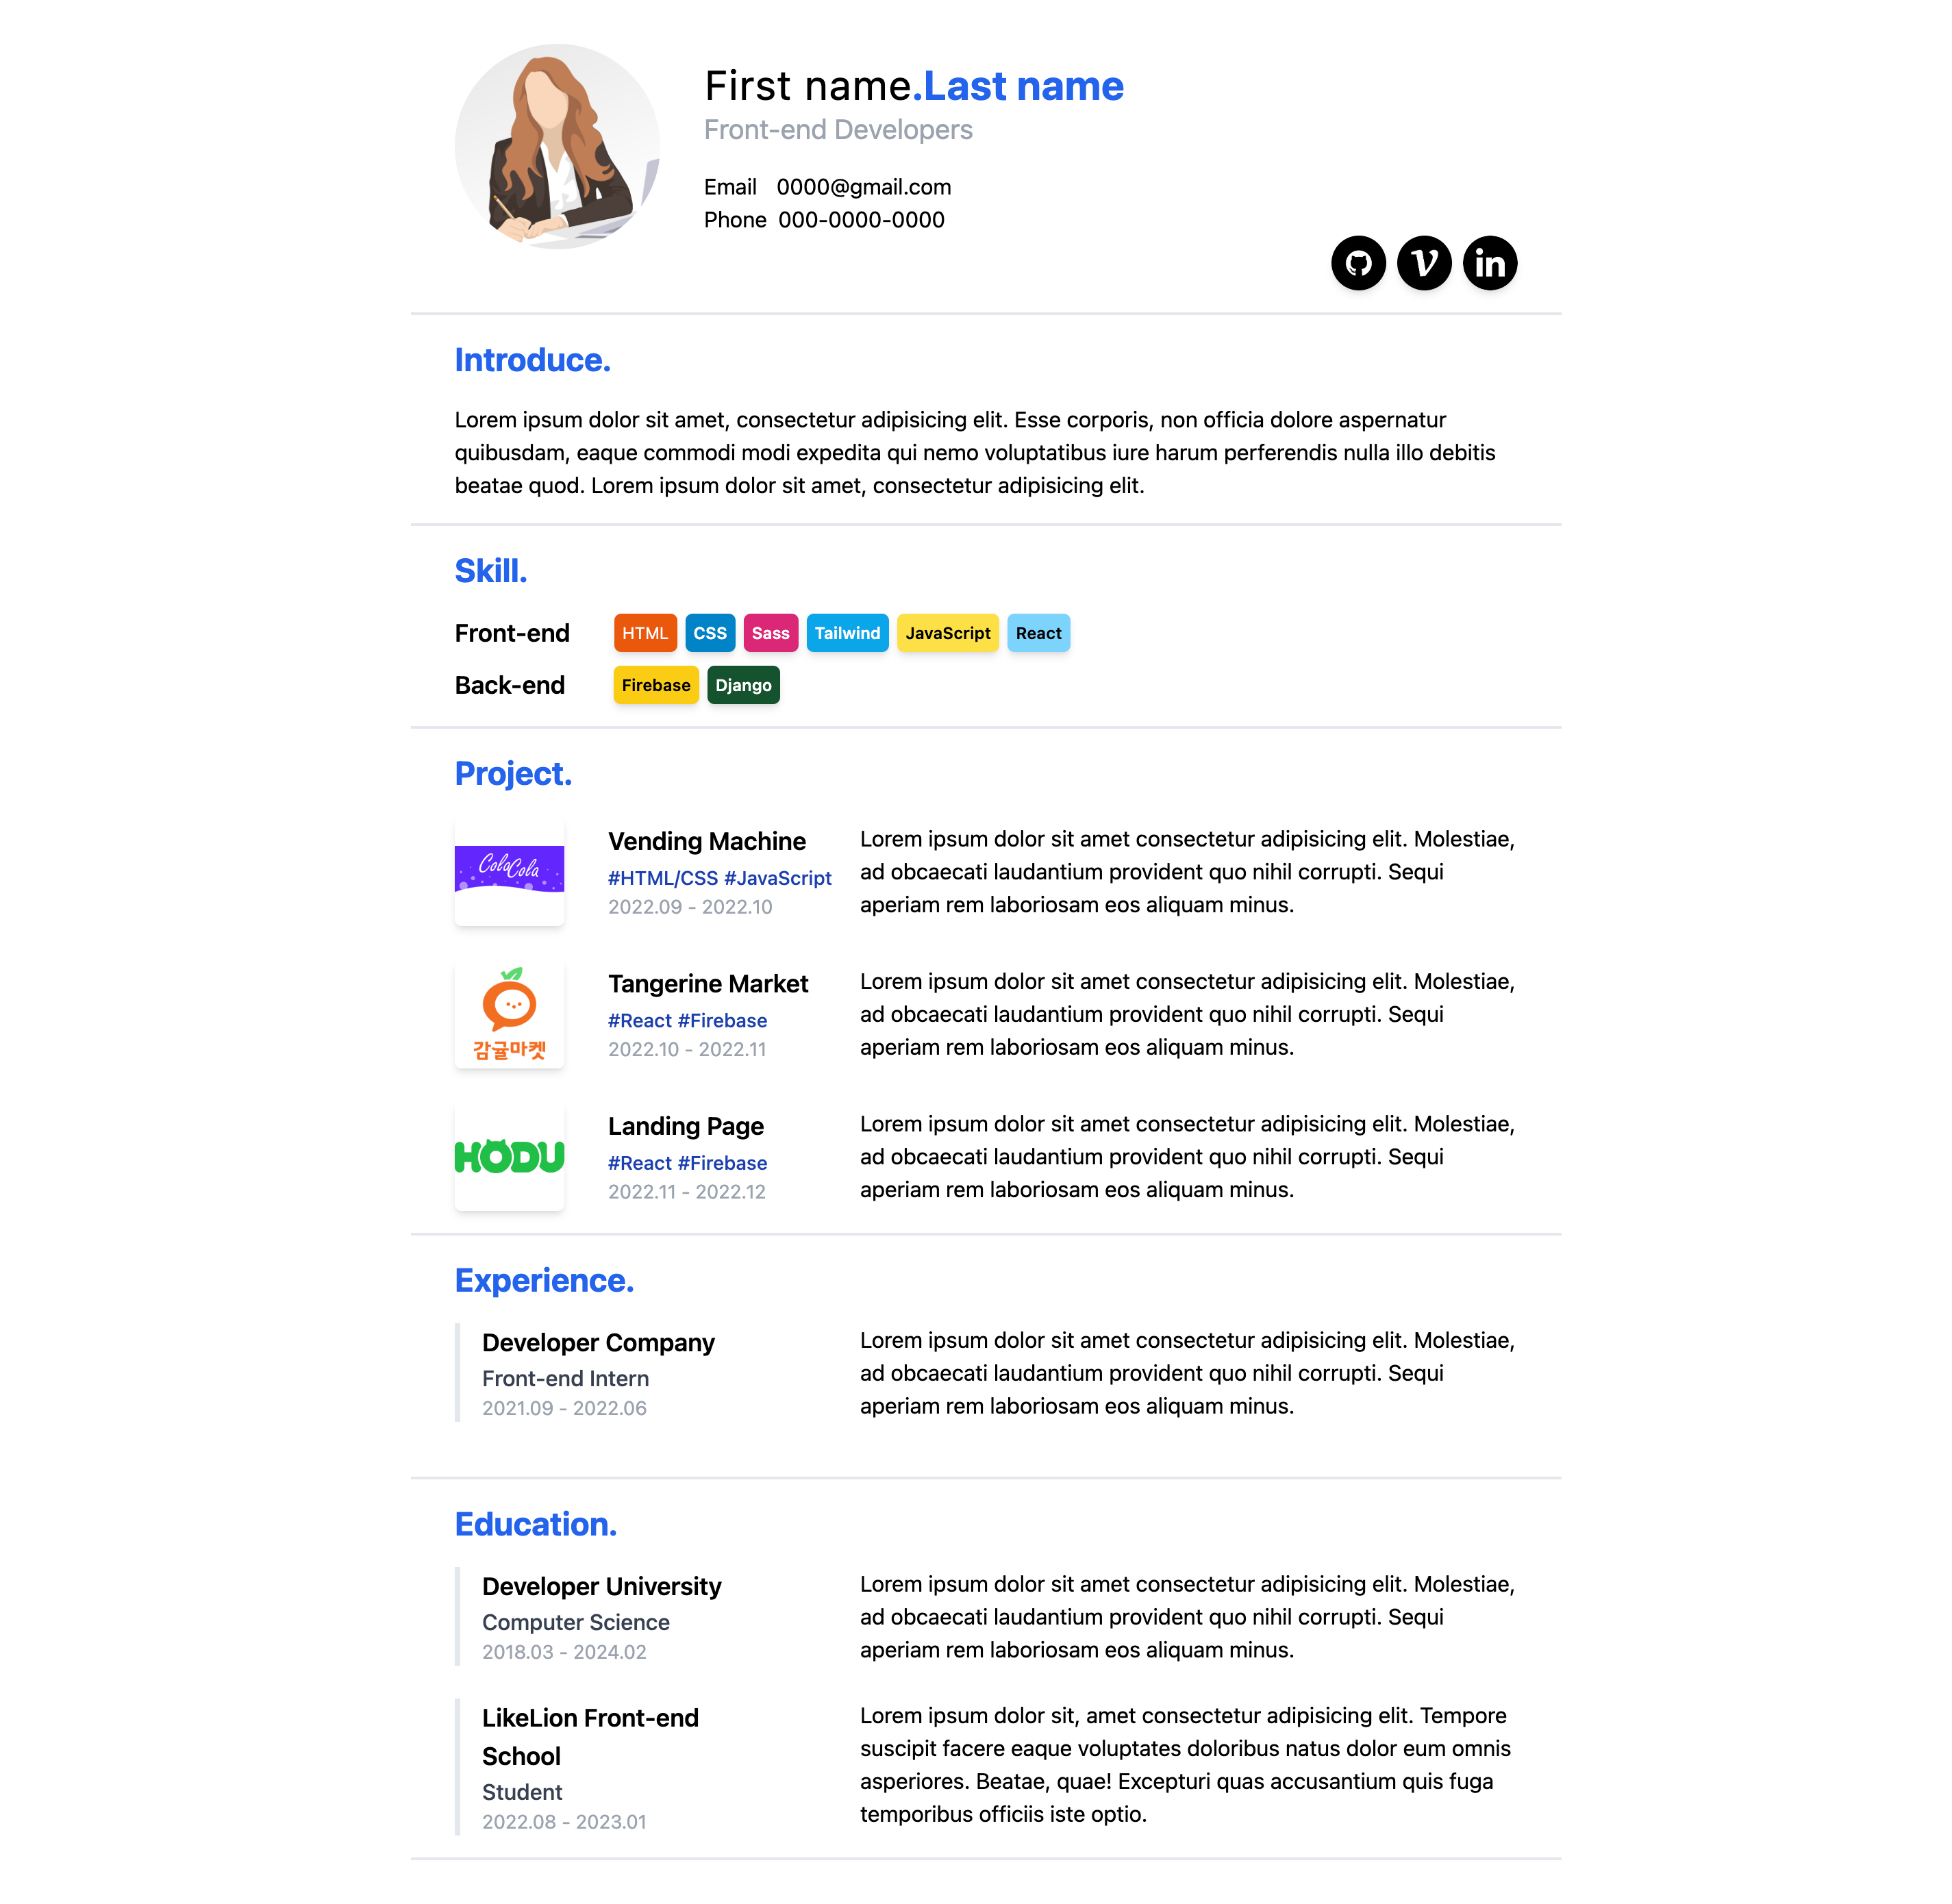 First name.Last name
Front-end Developers
Email 0000@gmail.com
Phone 000-0000-0000
in
Introduce.
Lorem ipsum dolor sit amet, consectetur adipisicing elit. Esse corporis, non officia dolore aspernatur
quibusdam, eaque commodi modi expedita qui nemo voluptatibus iure harum perferendis nulla illo debitis
beatae quod. Lorem ipsum dolor sit amet, consectetur adipisicing elit.
Skill.
Front-end HTML CSS Sass Tailwind JavaScript React
Back-end Firebase Django
Project.
ColaCola
Vending Machine
#HTML/CSS #JavaScript
2022.09 - 2022.10
Lorem ipsum dolor sit amet consectetur adipisicing elit. Molestiae,
ad obcaecati laudantium provident quo nihil corrupti. Sequi
aperiam rem laboriosam eos aliquam minus.
감귤마켓
Tangerine Market
#React #Firebase
2022.10 - 2022.11
Lorem ipsum dolor sit amet consectetur adipisicing elit. Molestiae,
ad obcaecati laudantium provident quo nihil corrupti. Sequi
aperiam rem laboriosam eos aliquam minus.
HODU
Landing Page
#React #Firebase
2022.11 - 2022.12
Lorem ipsum dolor sit amet consectetur adipisicing elit. Molestiae,
ad obcaecati laudantium provident quo nihil corrupti. Sequi
aperiam rem laboriosam eos aliquam minus.
Experience.
Developer Company
Front-end Intern
2021.09 - 2022.06
Lorem ipsum dolor sit amet consectetur adipisicing elit. Molestiae,
ad obcaecati laudantium provident quo nihil corrupti. Sequi
aperiam rem laboriosam eos aliquam minus.
Education.
Developer University
Computer Science
2018.03 - 2024.02
Lorem ipsum dolor sit amet consectetur adipisicing elit. Molestiae,
ad obcaecati laudantium provident quo nihil corrupti. Sequi
aperiam rem laboriosam eos aliquam minus.
LikeLion Front-end
School
Student
2022.08 - 2023.01
Lorem ipsum dolor sit, amet consectetur adipisicing elit. Tempore
suscipit facere eaque voluptates doloribus natus dolor eum omnis
asperiores. Beatae, quae! Excepturi quas accusantium quis fuga
temporibus officiis iste optio.